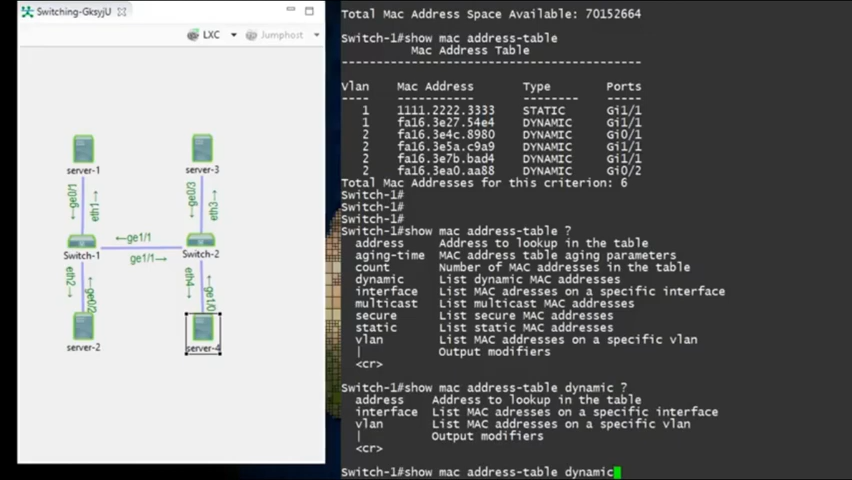 Switching-GksyjU
LXC
Jumphost
server-1
server-3
ge0/1
eth1
ge0/3
eth3
ge1/1
Switch-1
Switch-2
ge1/1
eth2
ge0/2
eth4
ge1/0
server-2
server-4
Total Mac Address Space Available: 70152664
Switch-1#show mac address-table
Mac Address Table
-------------------------------------------
Vlan Mac Address Type Ports
---- ----------- -------- -----
1 1111.2222.3333 STATIC Gi1/1
1 fa16.3e27.54e4 DYNAMIC Gi1/1
2 fa16.3e4c.8980 DYNAMIC Gi0/1
2 fa16.3e5a.c9a9 DYNAMIC Gi1/1
2 fa16.3e7b.bad4 DYNAMIC Gi1/1
2 fa16.3ea0.aa88 DYNAMIC Gi0/2
Total Mac Addresses for this criterion: 6
Switch-1#
Switch-1#
Switch-1#
Switch-1#show mac address-table ?
address Address to lookup in the table
aging-time MAC address table aging parameters
count Number of MAC addresses in the table
dynamic List dynamic MAC addresses
interface List MAC adresses on a specific interface
multicast List multicast MAC addresses
secure List secure MAC addresses
static List static MAC addresses
vlan List MAC addresses on a specific vlan
| Output modifiers
<cr>
Switch-1#show mac address-table dynamic ?
address Address to lookup in the table
interface List MAC adresses on a specific interface
vlan List MAC addresses on a specific vlan
| Output modifiers
<cr>
Switch-1#show mac address-table dynamic